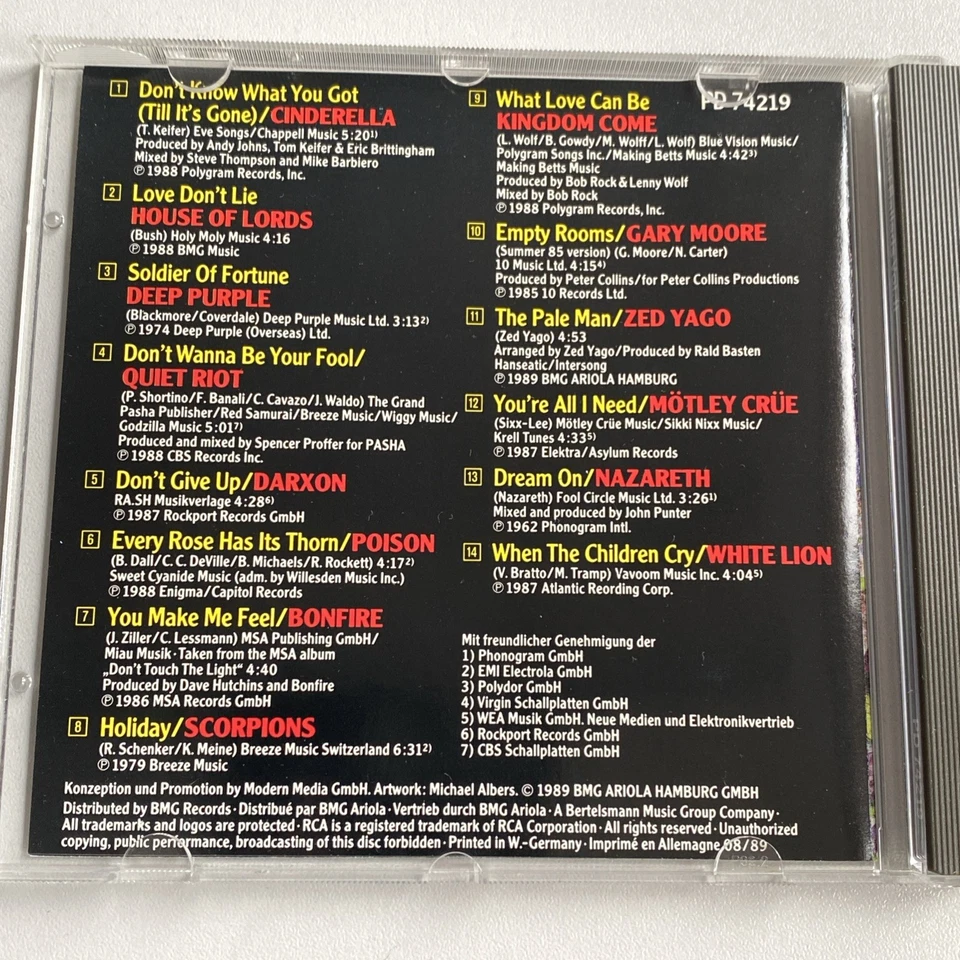 1 Don't Know What You Got
(Till It's Gone)/CINDERELLA
(T. Keifer) Eve Songs/Chappell Music 5:20¹)
Produced by Andy Johns, Tom Keifer & Eric Brittingham
Mixed by Steve Thompson and Mike Barbiero
℗ 1988 Polygram Records, Inc.
2 Love Don't Lie
HOUSE OF LORDS
(Bush) Holy Moly Music 4:16
℗ 1988 BMG Music
3 Soldier Of Fortune
DEEP PURPLE
(Blackmore/Coverdale) Deep Purple Music Ltd. 3:13²)
℗ 1974 Deep Purple (Overseas) Ltd.
4 Don't Wanna Be Your Fool/
QUIET RIOT
(P. Shortino/F. Banali/C. Cavazo/J. Waldo) The Grand
Pasha Publisher/Red Samurai/Breeze Music/Wiggy Music/
Godzilla Music 5:01⁷)
Produced and mixed by Spencer Proffer for PASHA
℗ 1988 CBS Records Inc.
5 Don't Give Up/DARXON
RA.SH Musikverlage 4:28⁶)
℗ 1987 Rockport Records GmbH
6 Every Rose Has Its Thorn/POISON
(B. Dall/C. C. DeVille/B. Michaels/R. Rockett) 4:17²)
Sweet Cyanide Music (adm. by Willesden Music Inc.)
℗ 1988 Enigma/Capitol Records
7 You Make Me Feel/BONFIRE
(J. Ziller/C. Lessmann) MSA Publishing GmbH/
Miau Musik · Taken from the MSA album
„Don't Touch The Light" 4:40
Produced by Dave Hutchins and Bonfire
℗ 1986 MSA Records GmbH
8 Holiday/SCORPIONS
(R. Schenker/K. Meine) Breeze Music Switzerland 6:31²)
℗ 1979 Breeze Music
PD 74219
9 What Love Can Be
KINGDOM COME
(L. Wolf/B. Gowdy/M. Wolff/L. Wolf) Blue Vision Music/
Polygram Songs Inc./Making Betts Music 4:42³)
Making Betts Music
Produced by Bob Rock & Lenny Wolf
Mixed by Bob Rock
℗ 1988 Polygram Records, Inc.
10 Empty Rooms/GARY MOORE
(Summer 85 version) (G. Moore/N. Carter)
10 Music Ltd. 4:15⁴)
Produced by Peter Collins/for Peter Collins Productions
℗ 1985 10 Records Ltd.
11 The Pale Man/ZED YAGO
(Zed Yago) 4:53
Arranged by Zed Yago/Produced by Rald Basten
Hanseatic/Intersong
℗ 1989 BMG ARIOLA HAMBURG
12 You're All I Need/MÖTLEY CRÜE
(Sixx-Lee) Mötley Crüe Music/Sikki Nixx Music/
Krell Tunes 4:33⁵)
℗ 1987 Elektra/Asylum Records
13 Dream On/NAZARETH
(Nazareth) Fool Circle Music Ltd. 3:26¹)
Mixed and produced by John Punter
℗ 1962 Phonogram Intl.
14 When The Children Cry/WHITE LION
(V. Bratto/M. Tramp) Vavoom Music Inc. 4:04⁵)
℗ 1987 Atlantic Reording Corp.
Mit freundlicher Genehmigung der
1) Phonogram GmbH
2) EMI Electrola GmbH
3) Polydor GmbH
4) Virgin Schallplatten GmbH
5) WEA Musik GmbH. Neue Medien und Elektronikvertrieb
6) Rockport Records GmbH
7) CBS Schallplatten GmbH
Konzeption und Promotion by Modern Media GmbH. Artwork: Michael Albers. © 1989 BMG ARIOLA HAMBURG GMBH
Distributed by BMG Records · Distribué par BMG Ariola · Vertrieb durch BMG Ariola · A Bertelsmann Music Group Company ·
All trademarks and logos are protected · RCA is a registered trademark of RCA Corporation · All rights reserved · Unauthorized
copying, public performance, broadcasting of this disc forbidden · Printed in W.-Germany · Imprimé en Allemagne 08/89